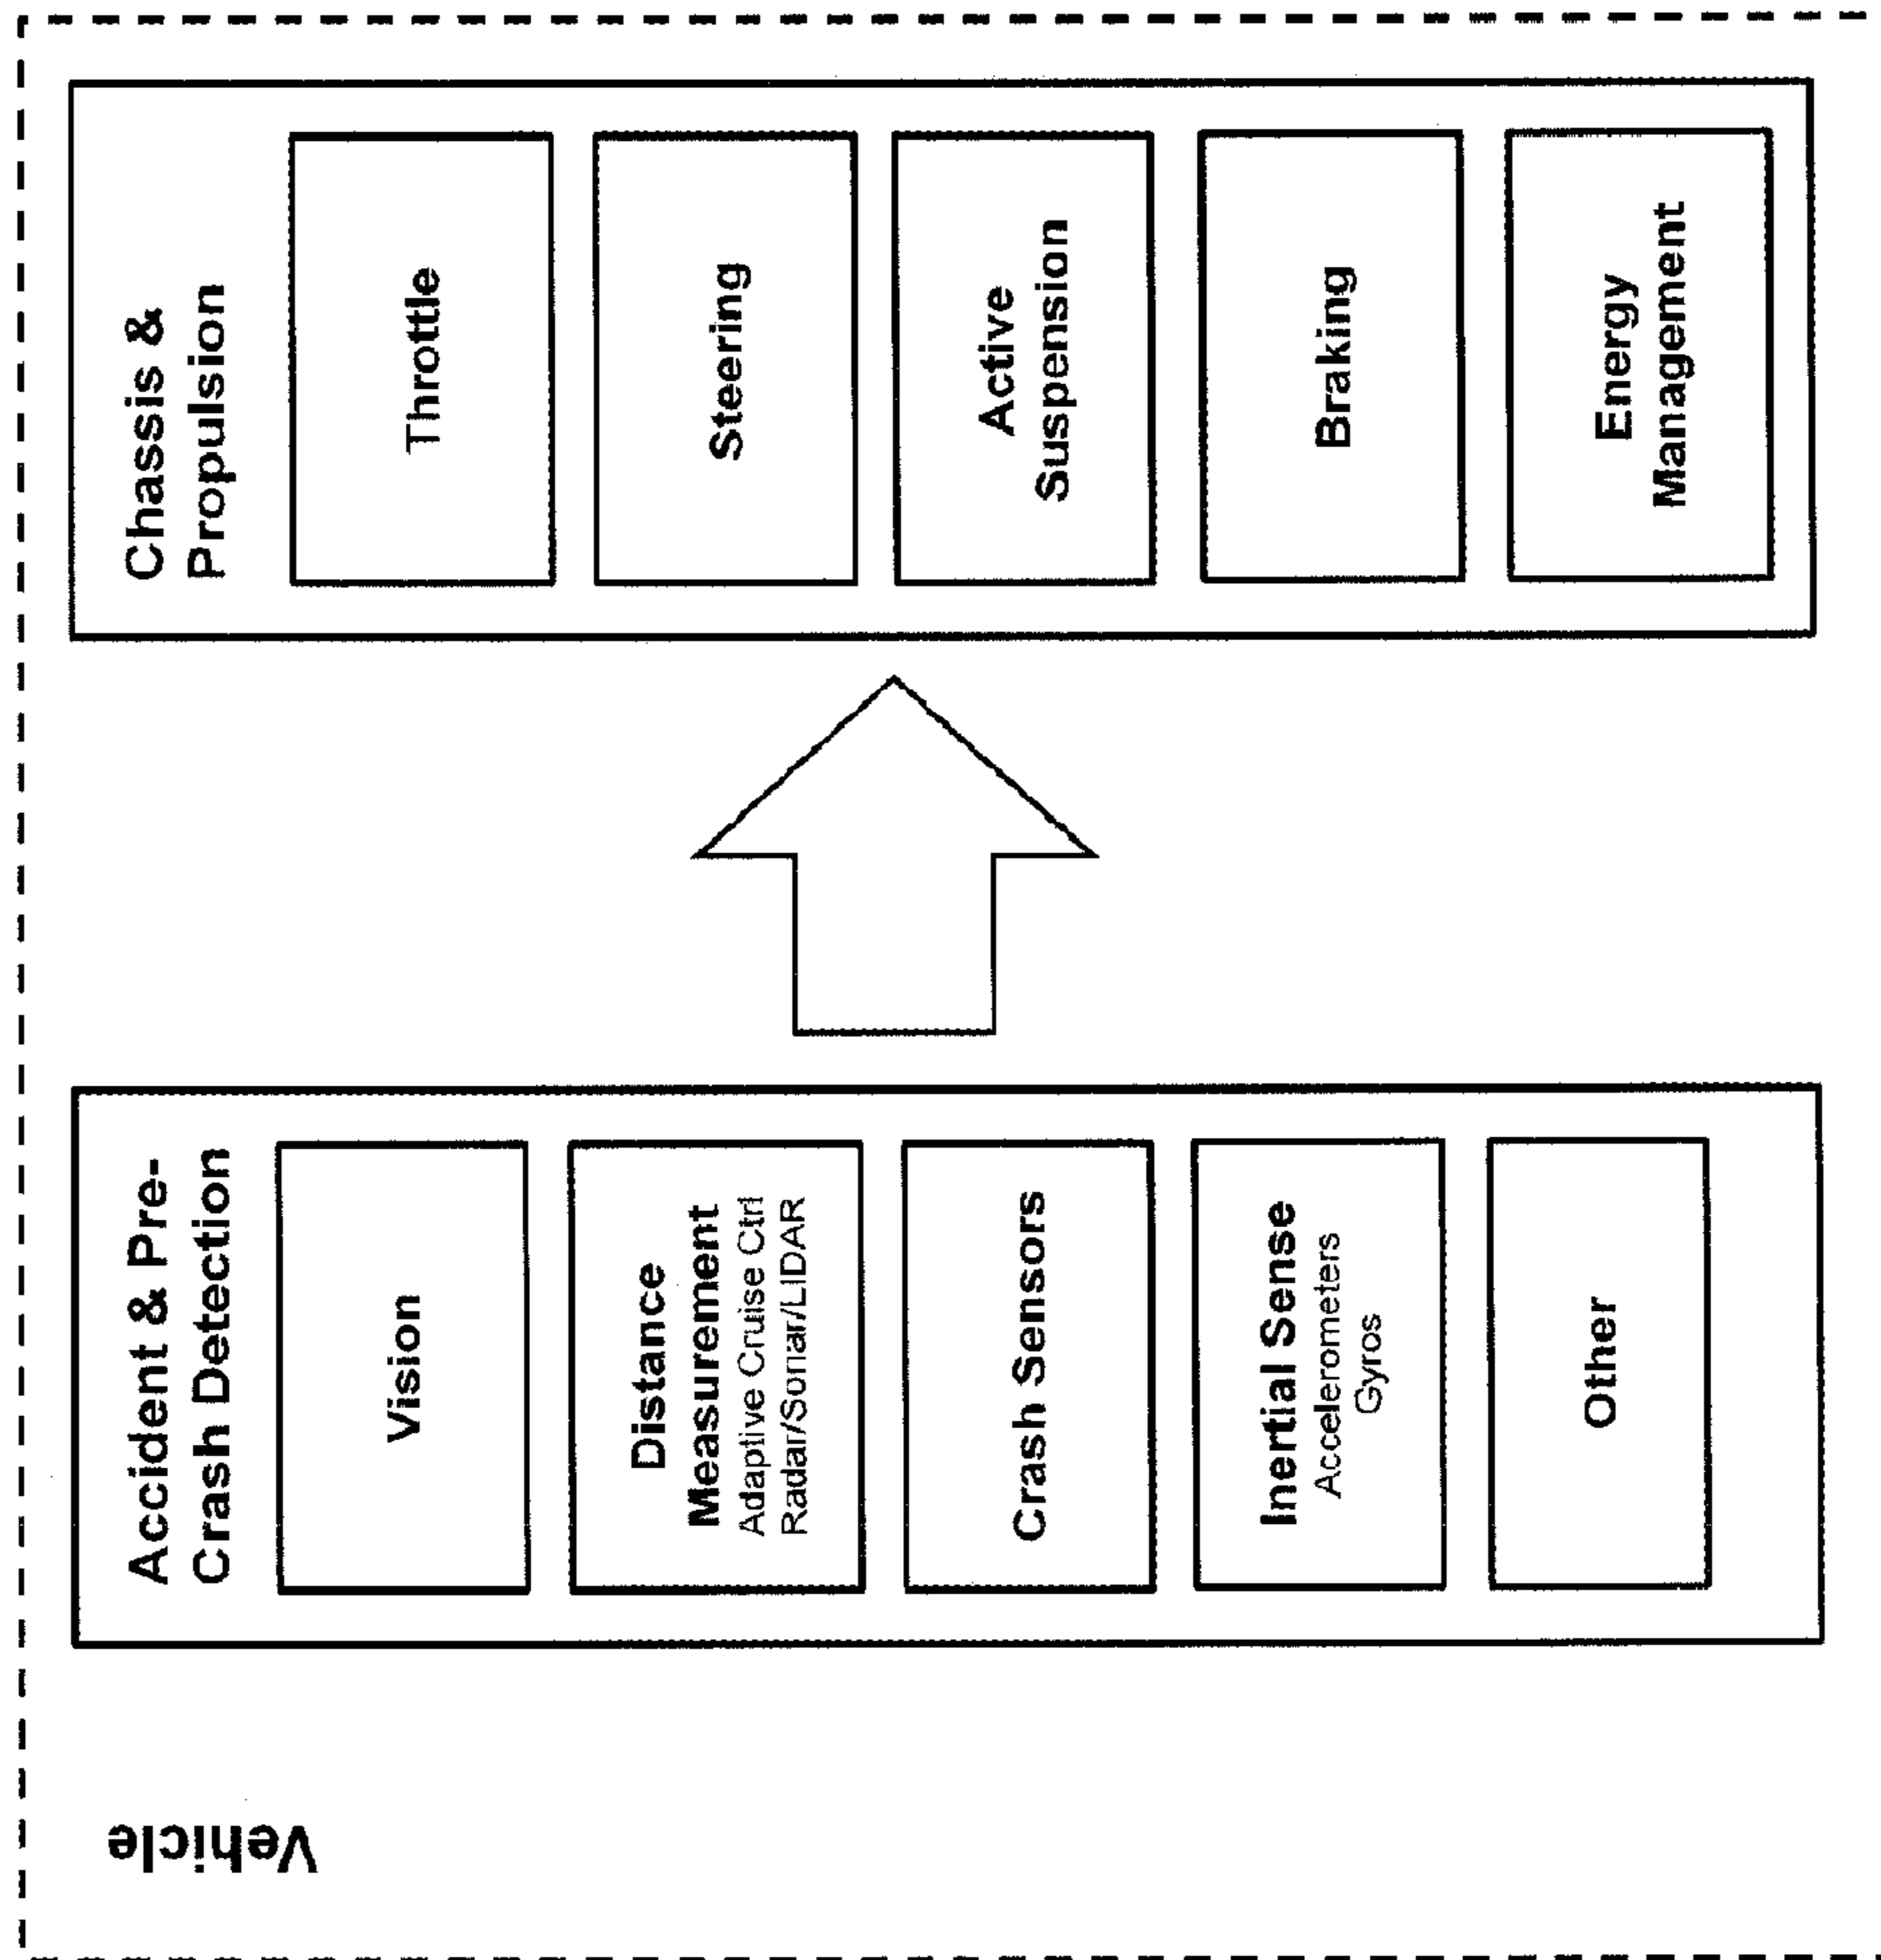 Vehicle
Accident & Pre-
Crash Detection
Vision
Distance
Measurement
Adaptive Cruise Ctrl
Radar/Sonar/LIDAR
Crash Sensors
Inertial Sense
Accelerometers
Gyros
Other
Chassis &
Propulsion
Throttle
Steering
Active
Suspension
Braking
Energy
Management